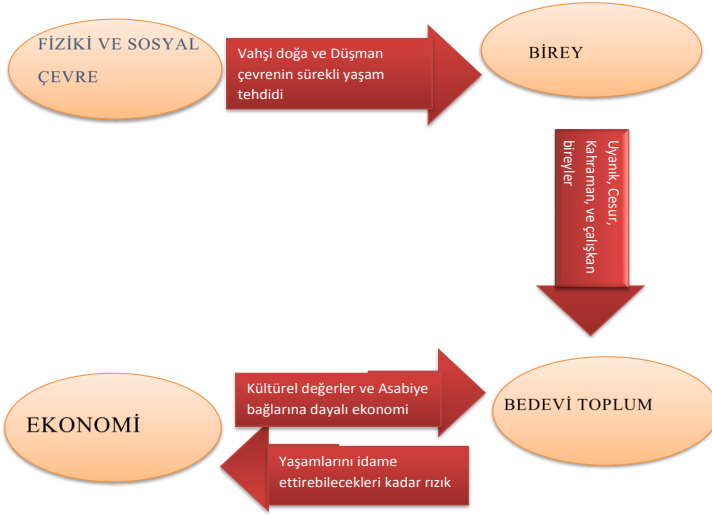 FİZİKİ VE SOSYAL
ÇEVRE
Vahşi doğa ve Düşman
çevrenin sürekli yaşam
tehdidi
BİREY
Uyanık, Cesur,
Kahraman, ve çalışkan
bireyler
EKONOMİ
Kültürel değerler ve Asabiye
bağlarına dayalı ekonomi
BEDEVİ TOPLUM
Yaşamlarını idame
ettirebilecekleri kadar rızık